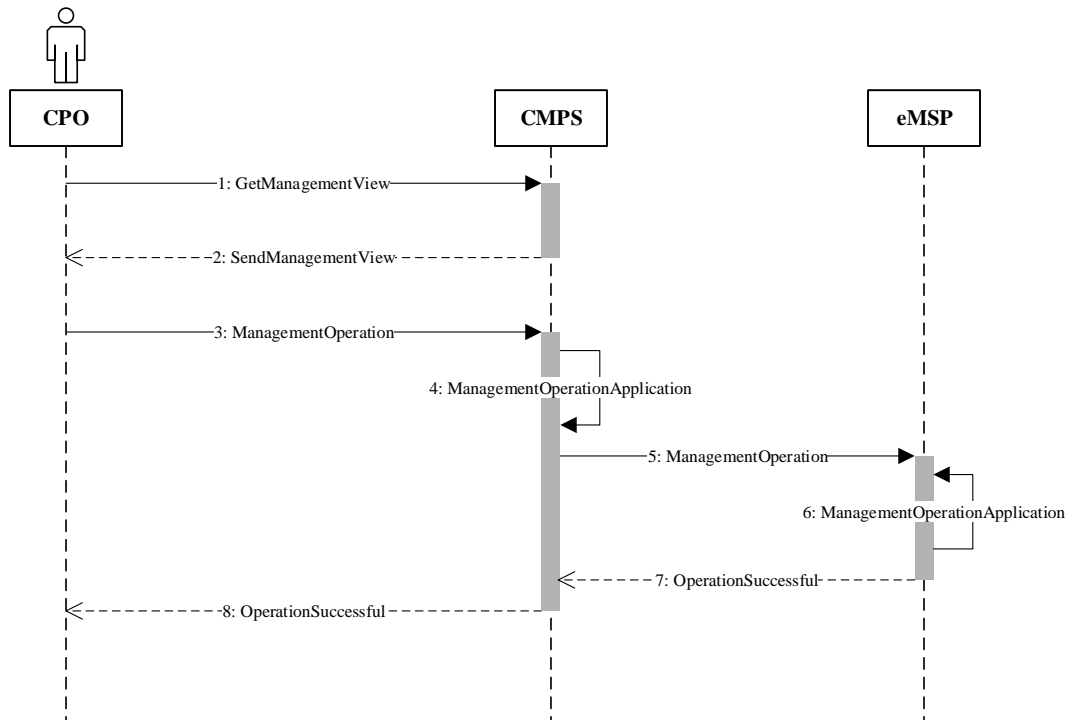 CPO
CMPS
eMSP
1: GetManagementView
2: SendManagementView
3: ManagementOperation
4: ManagementOperationApplication
5: ManagementOperation
6: ManagementOperationApplication
7: OperationSuccessful
8: OperationSuccessful